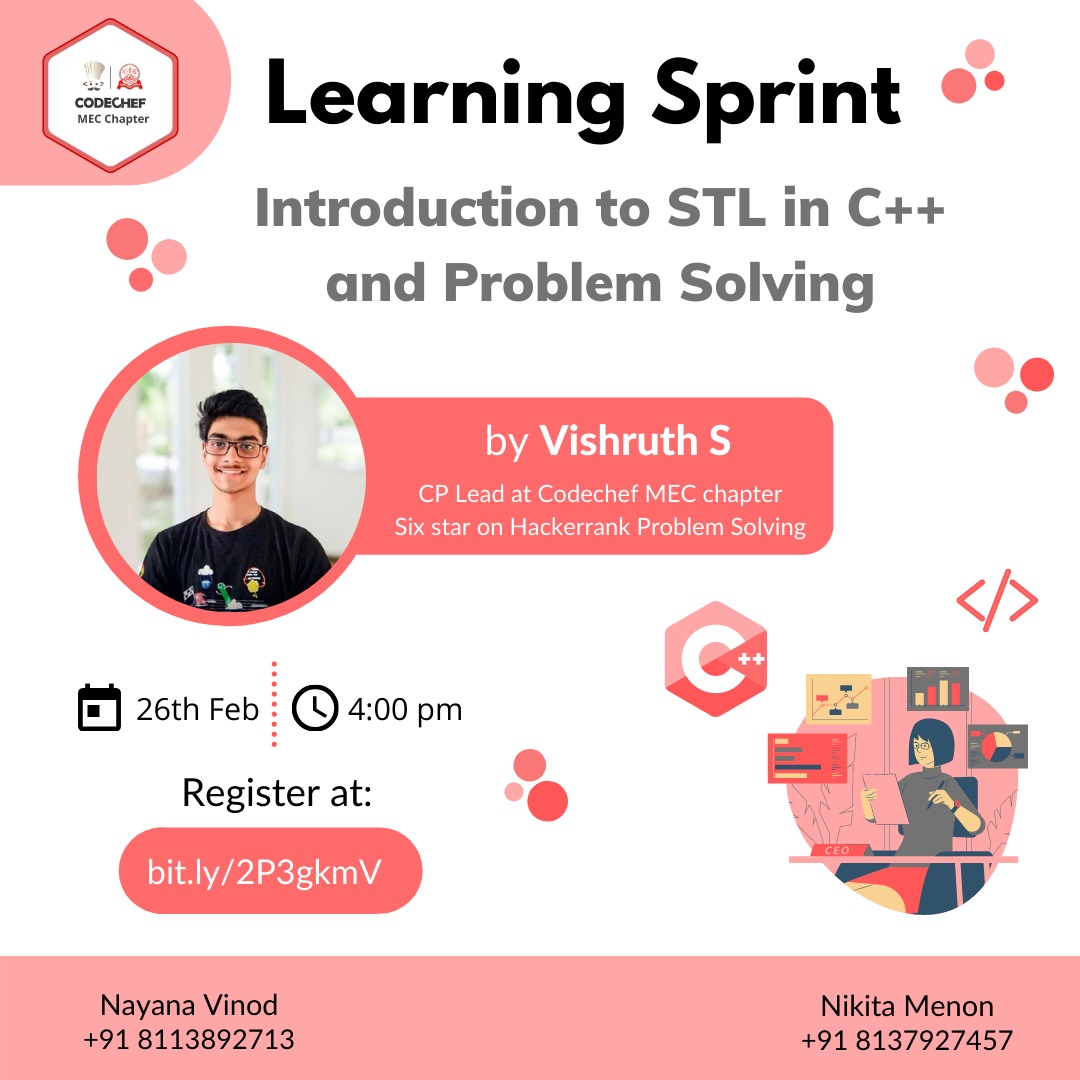 CODECHEF
MEC Chapter
Learning Sprint
Introduction to STL in C++
and Problem Solving
by Vishruth S
CP Lead at Codechef MEC chapter
Six star on Hackerrank Problem Solving
C++
</>
26th Feb
4:00 pm
Register at:
bit.ly/2P3gkmV
CEO
Nayana Vinod
+91 8113892713
Nikita Menon
+91 8137927457